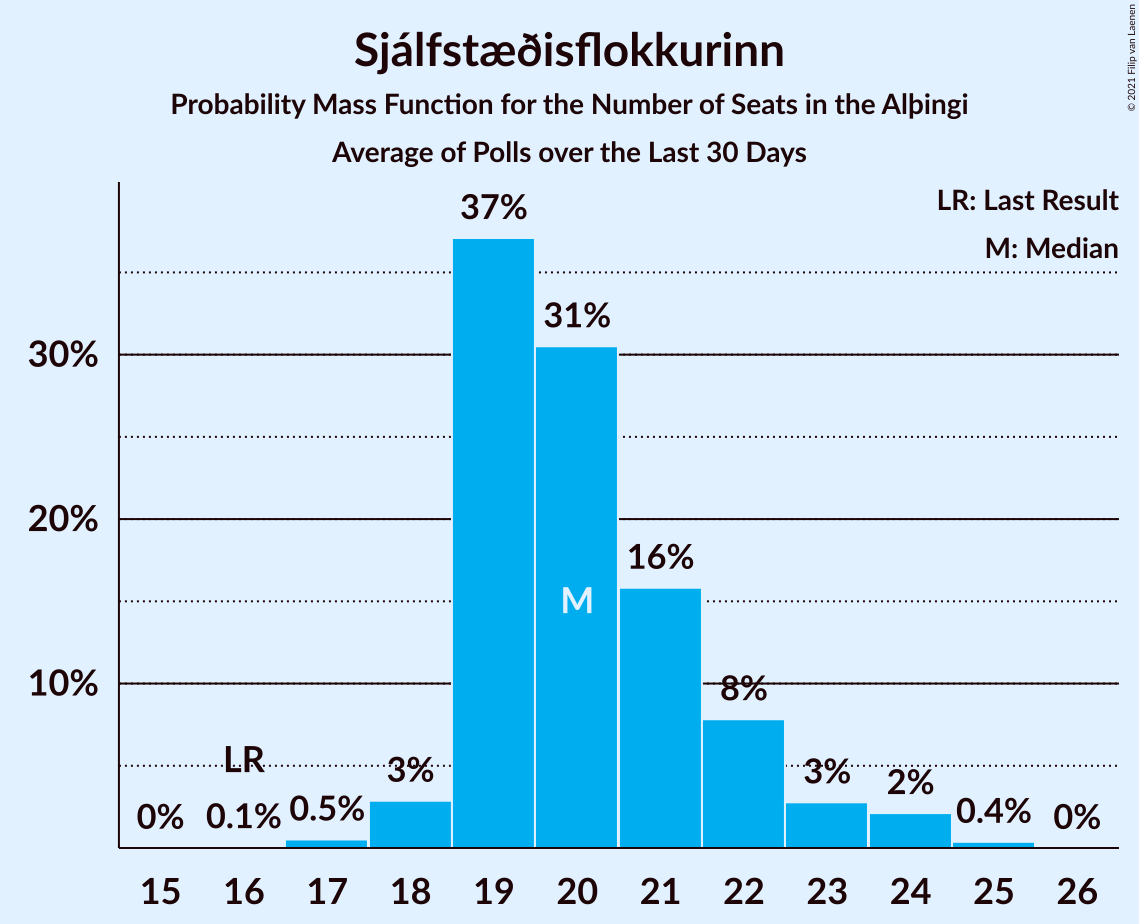 Sjálfstæðisflokkurinn
Probability Mass Function for the Number of Seats in the Alþingi
Average of Polls over the Last 30 Days
© 2021 Filip van Laenen
LR: Last Result
M: Median
37%
31%
30%
20%
16%
M
10%
8%
LR
3%
3%
2%
0%
0.1%
0.5%
0.4%
0%
15 16 17 18 19 20 21 22 23 24 25 26